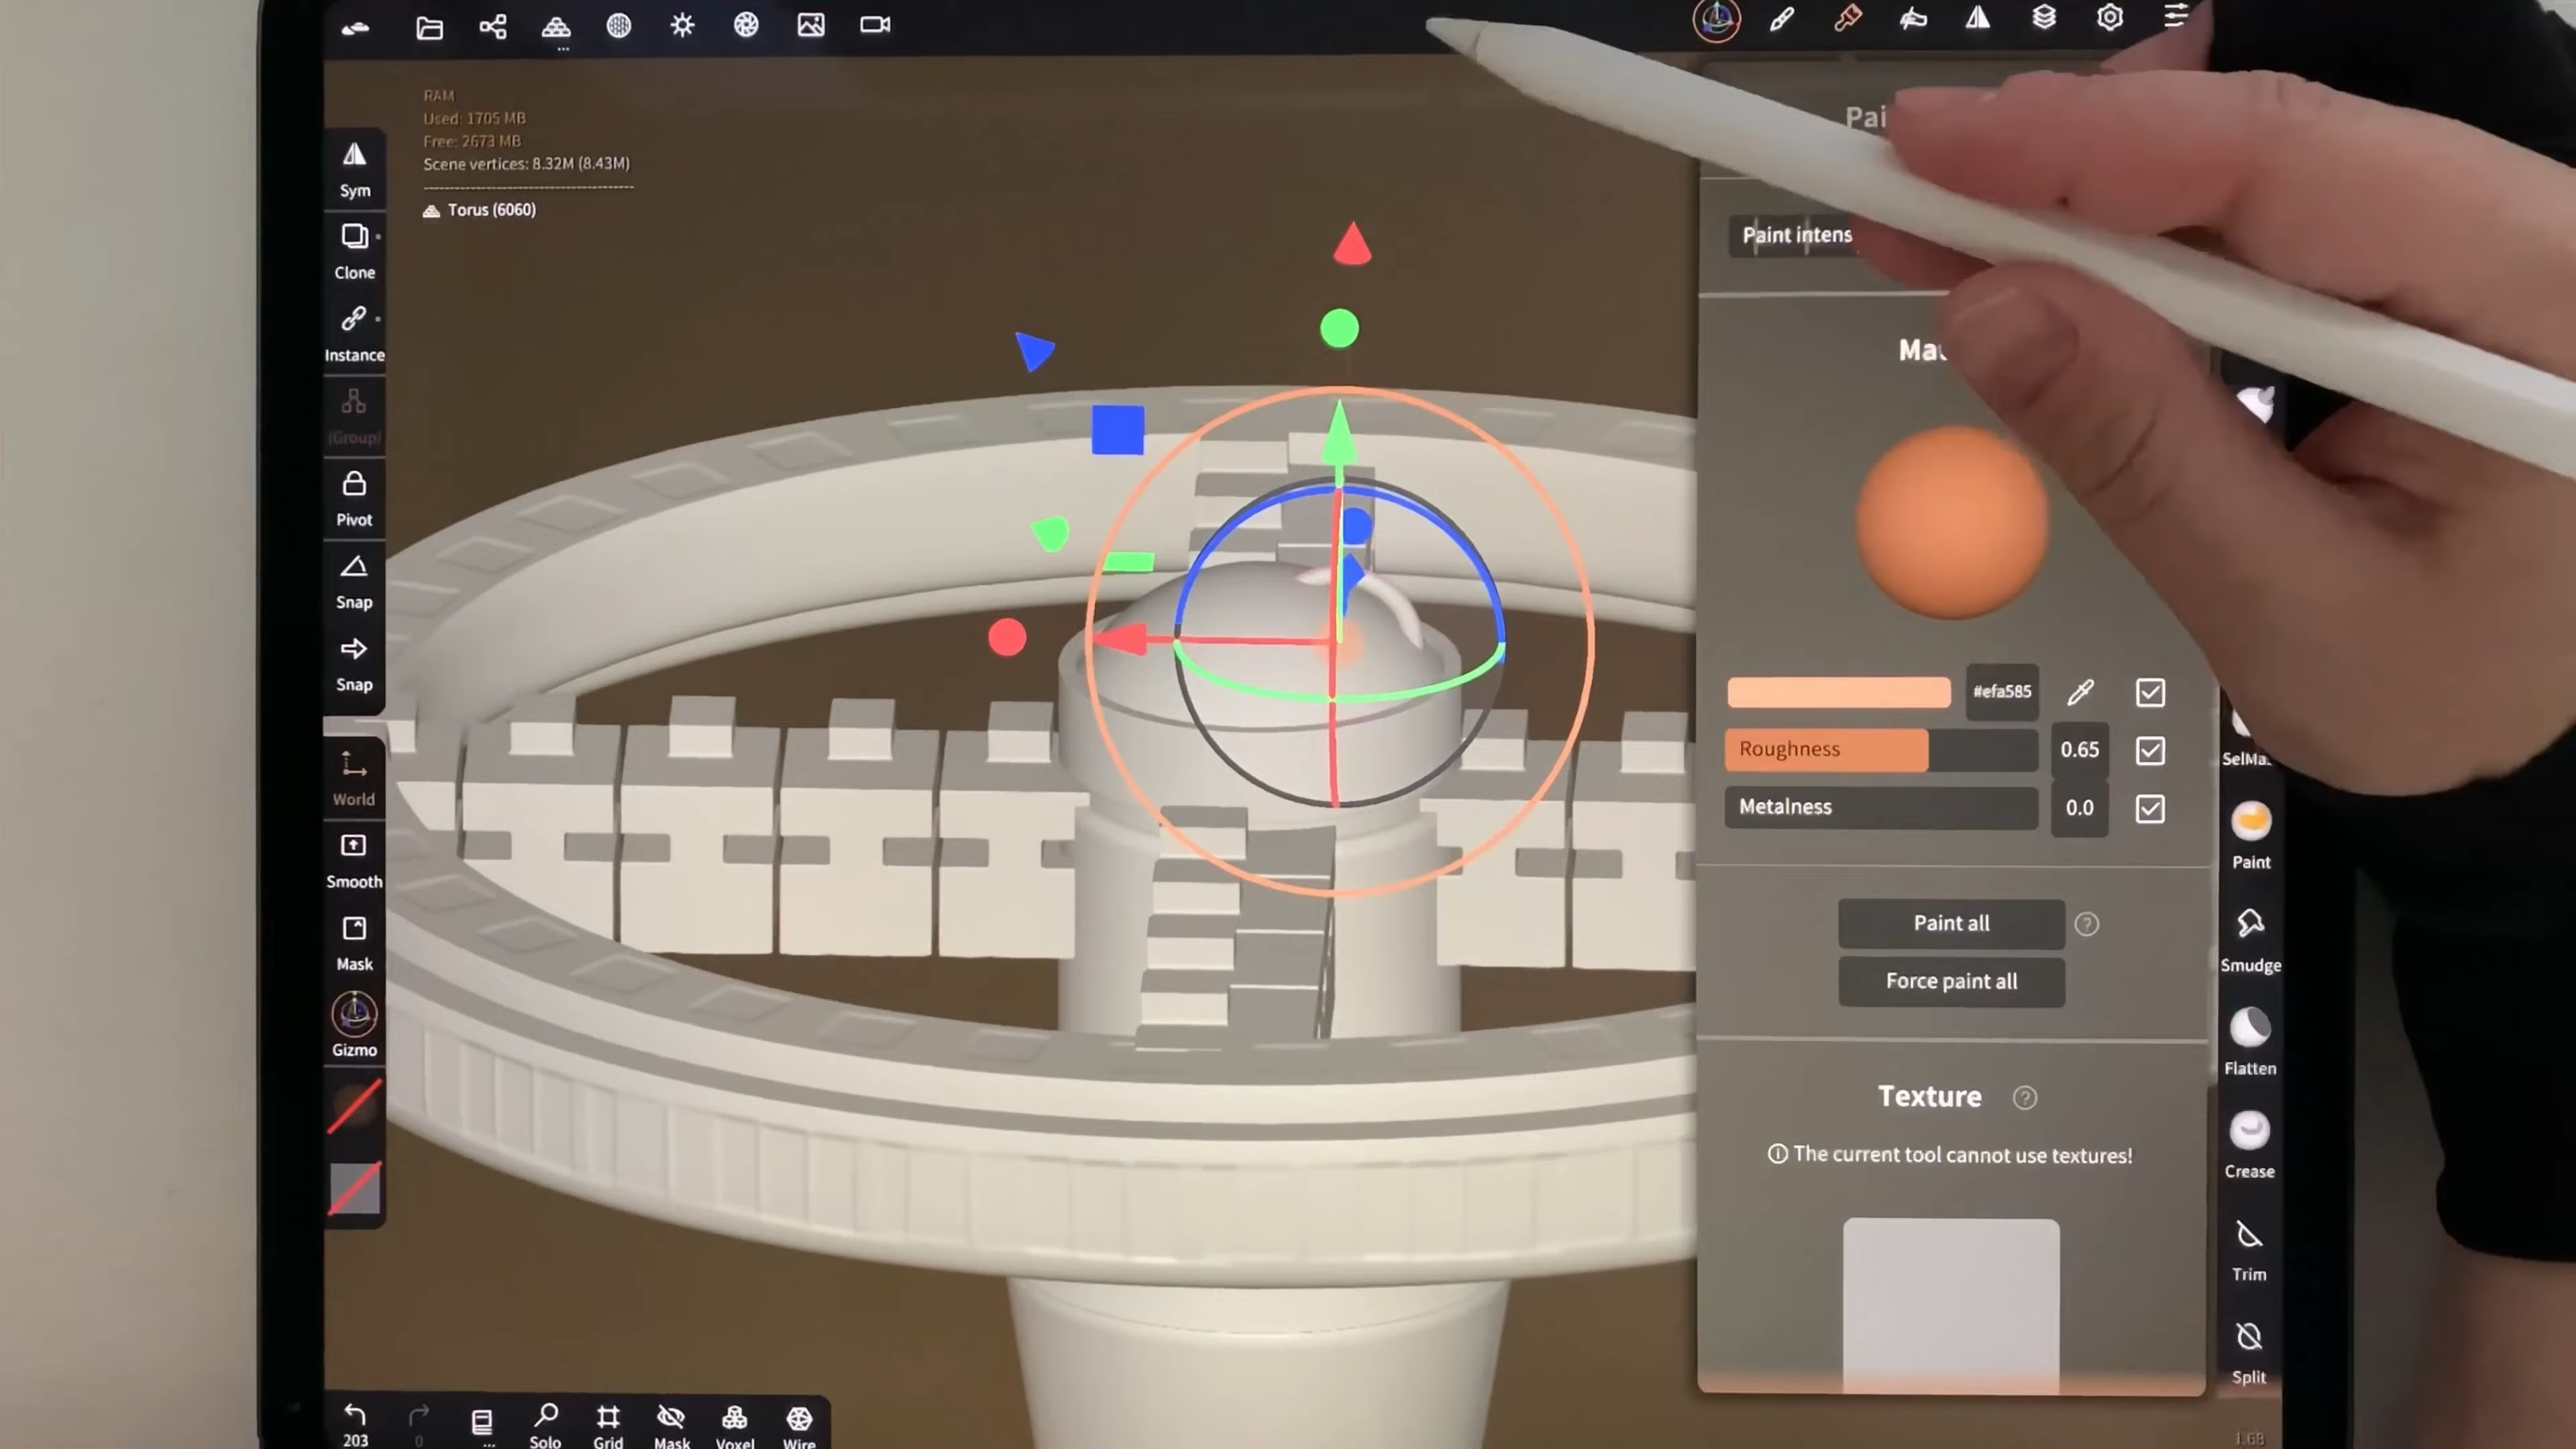 RAM
Used: 1705 MB
Free: 2673 MB
Scene vertices: 8.32M (8.43M)
Torus (6060)
Sym
Clone
Instance
(Group)
Pivot
Snap
Snap
World
Smooth
Mask
Gizmo
203
0
Solo
Grid
Mask
Voxel
Wire
Paint intens
#efa585
Roughness
0.65
Metalness
0.0
Paint all
Force paint all
Texture
The current tool cannot use textures!
Paint
Smudge
Flatten
Crease
Trim
Split